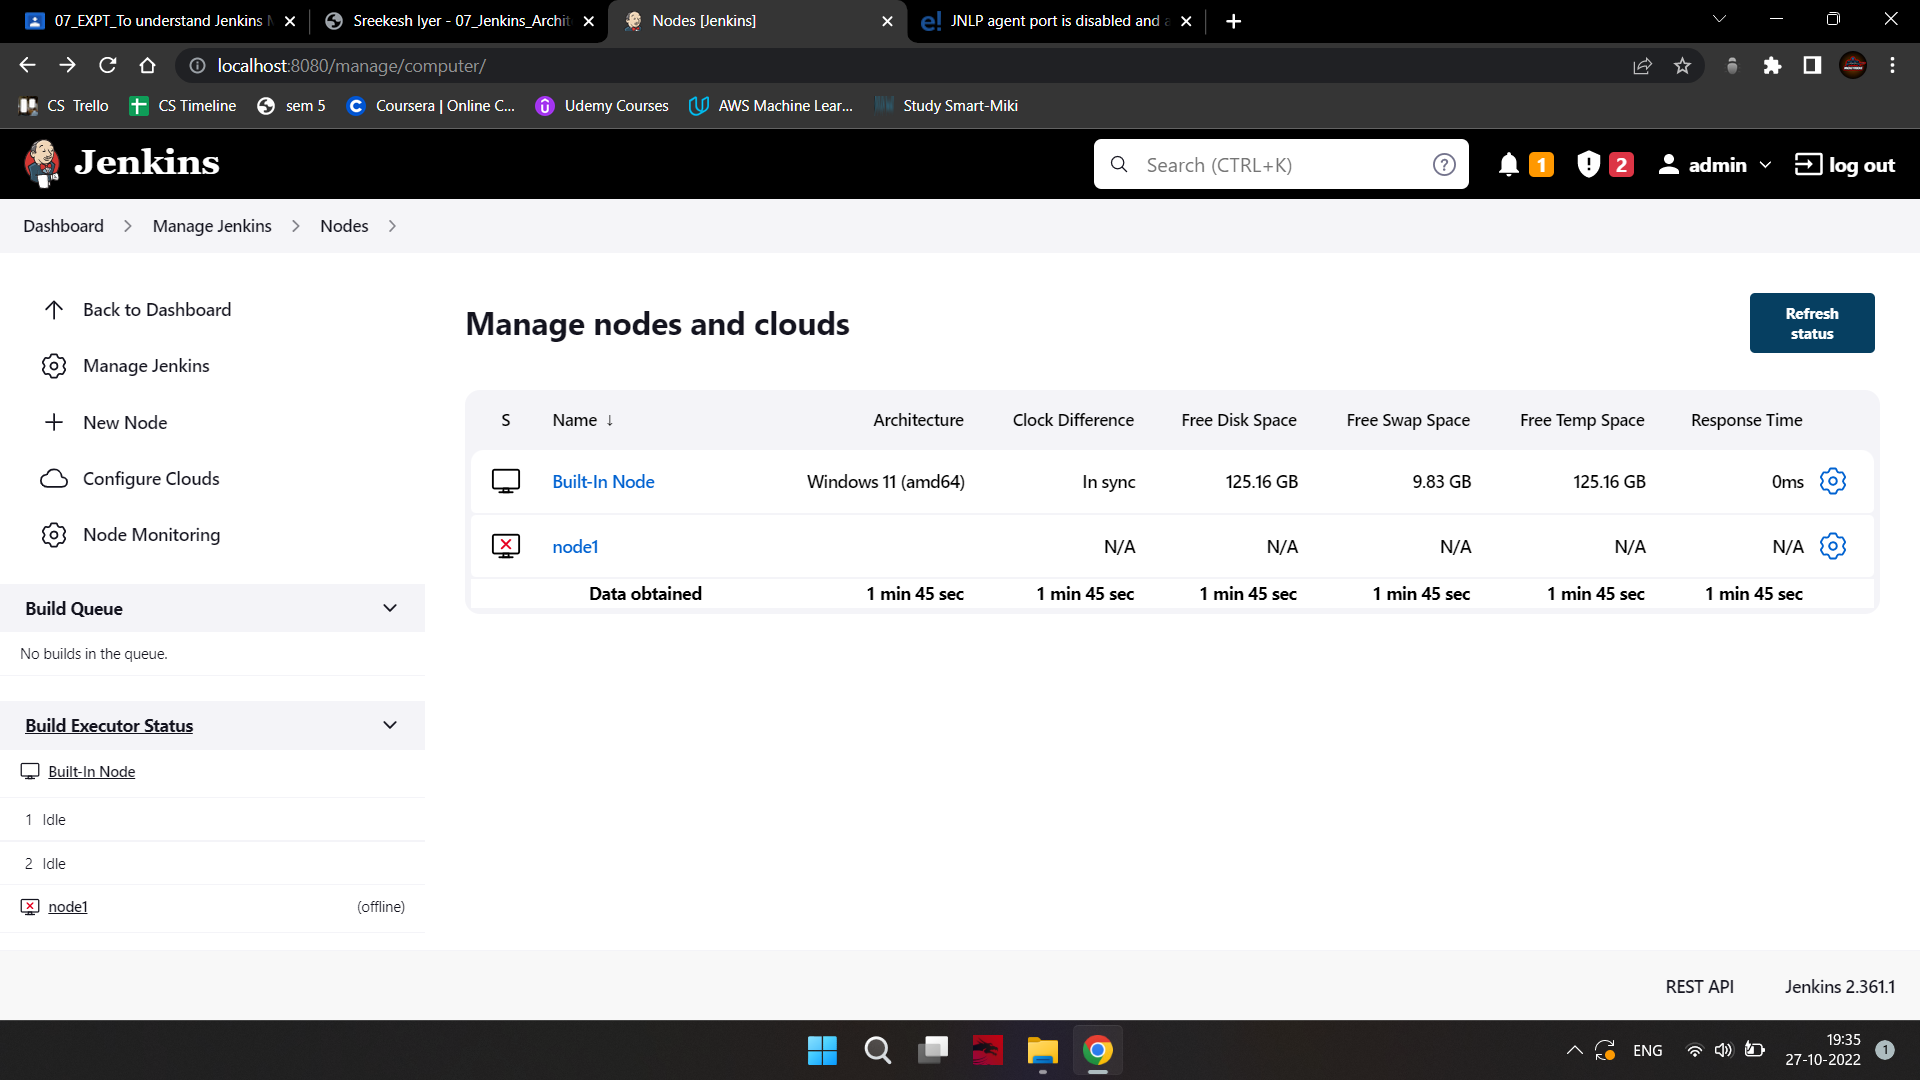 07_EXPT_To understand Jenkins M
Sreekesh Iyer - 07_Jenkins_Archit
Nodes [Jenkins]
JNLP agent port is disabled and a
localhost:8080/manage/computer/
CS Trello
CS Timeline
sem 5
Coursera | Online C...
Udemy Courses
AWS Machine Lear...
Study Smart-Miki
Jenkins
Search (CTRL+K)
1
2
admin
log out
Dashboard
Manage Jenkins
Nodes
Back to Dashboard
Manage Jenkins
New Node
Configure Clouds
Node Monitoring
Build Queue
No builds in the queue.
Build Executor Status
Built-In Node
1 Idle
2 Idle
node1 (offline)
Manage nodes and clouds
Refresh
status
S Name ↓ Architecture Clock Difference Free Disk Space Free Swap Space Free Temp Space Response Time
Built-In Node Windows 11 (amd64) In sync 125.16 GB 9.83 GB 125.16 GB 0ms
node1 N/A N/A N/A N/A N/A
Data obtained 1 min 45 sec 1 min 45 sec 1 min 45 sec 1 min 45 sec 1 min 45 sec 1 min 45 sec
REST API
Jenkins 2.361.1
ENG
19:35
27-10-2022
1